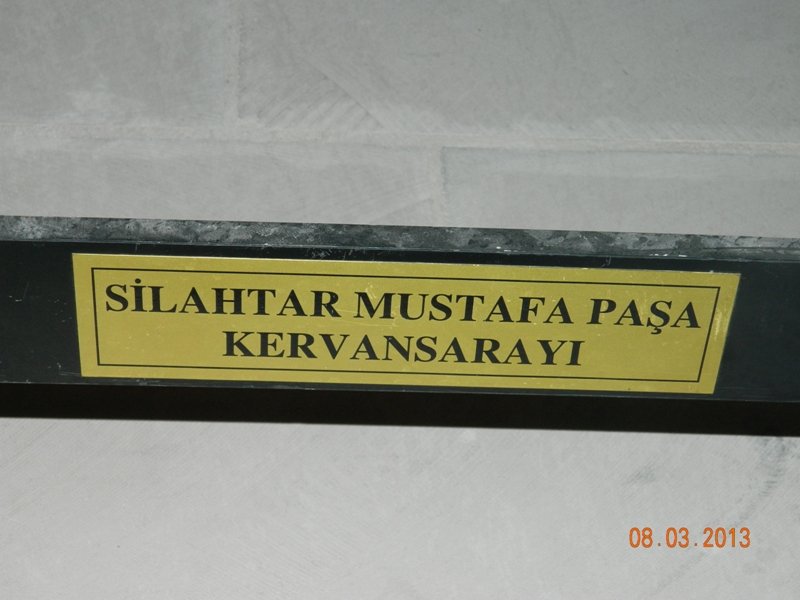 SİLAHTAR MUSTAFA PAŞA
KERVANSARAYI
08.03.2013